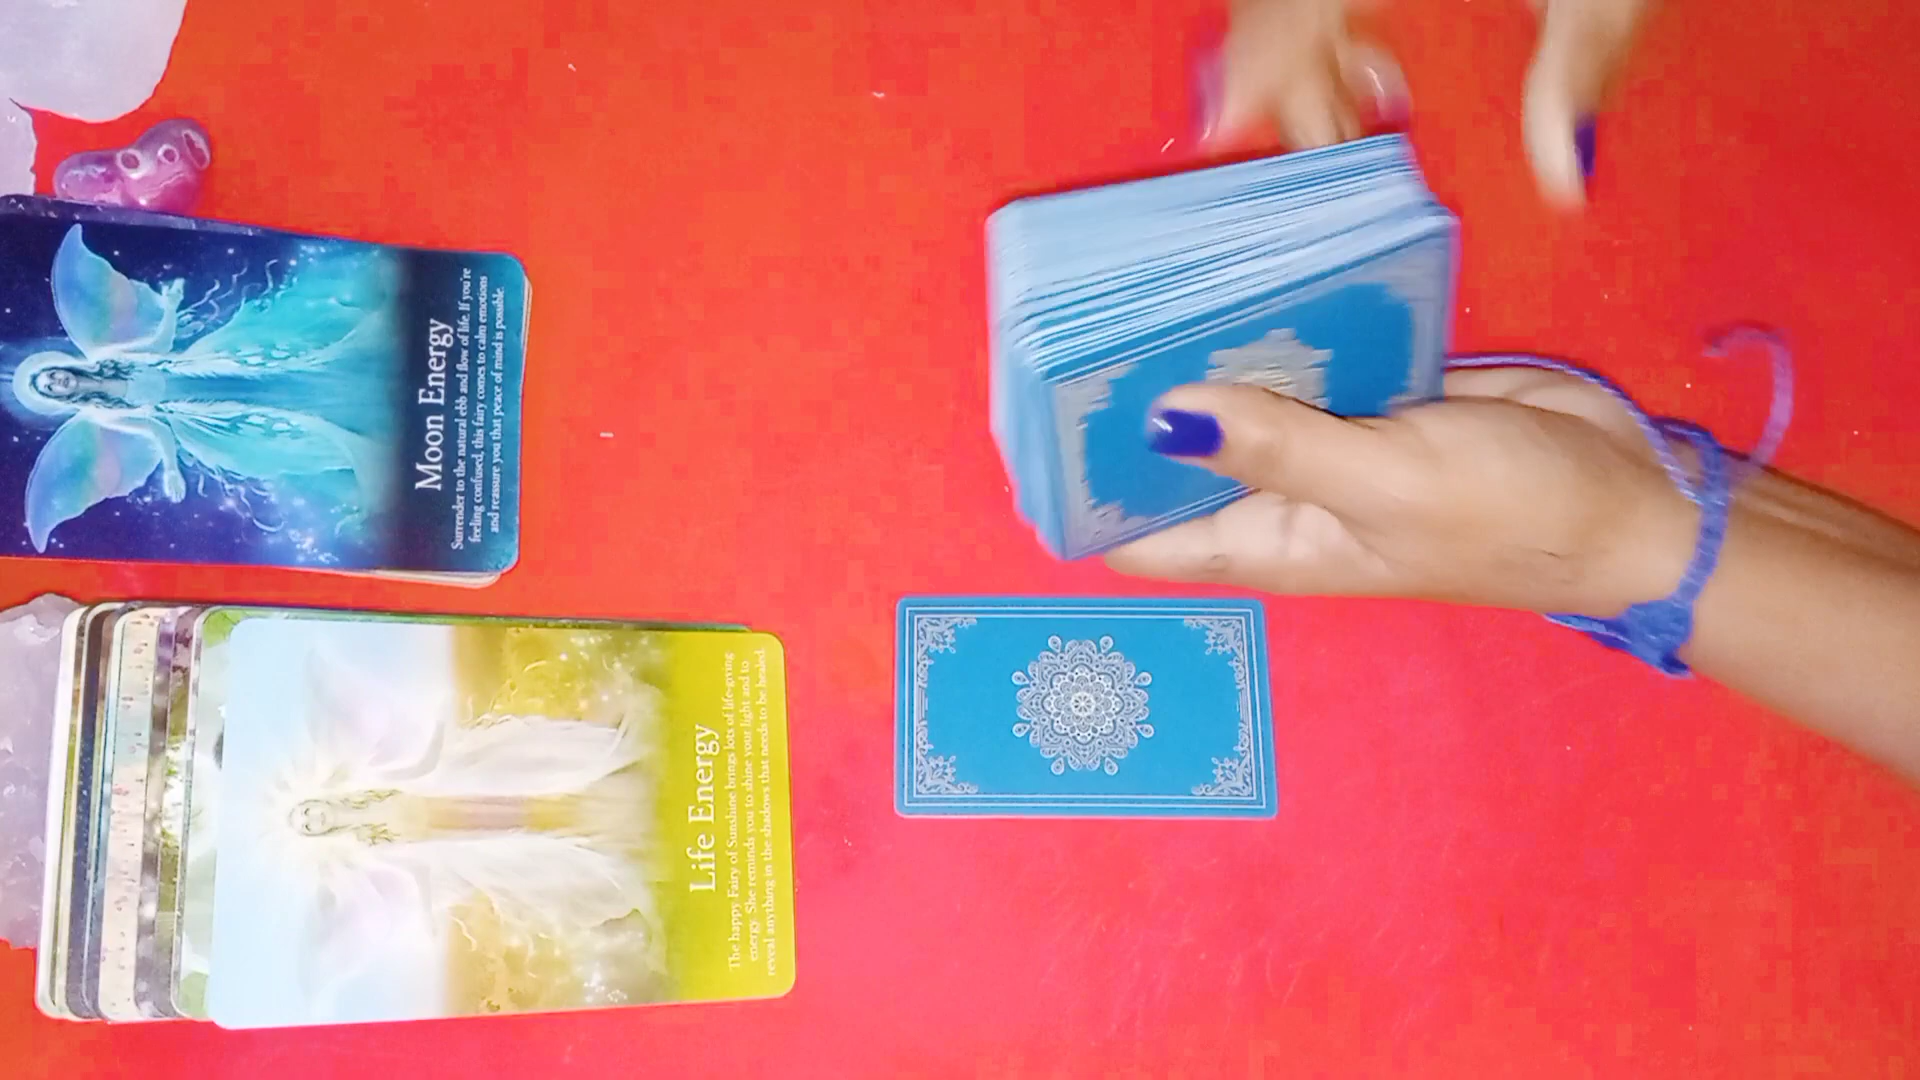 Moon Energy
Surrender to the natural ebb and flow of life. If you're
feeling confused, this fairy comes to calm emotions
and reassure you that peace of mind is possible.
Life Energy
The happy Fairy of Sunshine brings lots of life-giving
energy. She reminds you to shine your light and to
reveal anything in the shadows that needs to be healed.